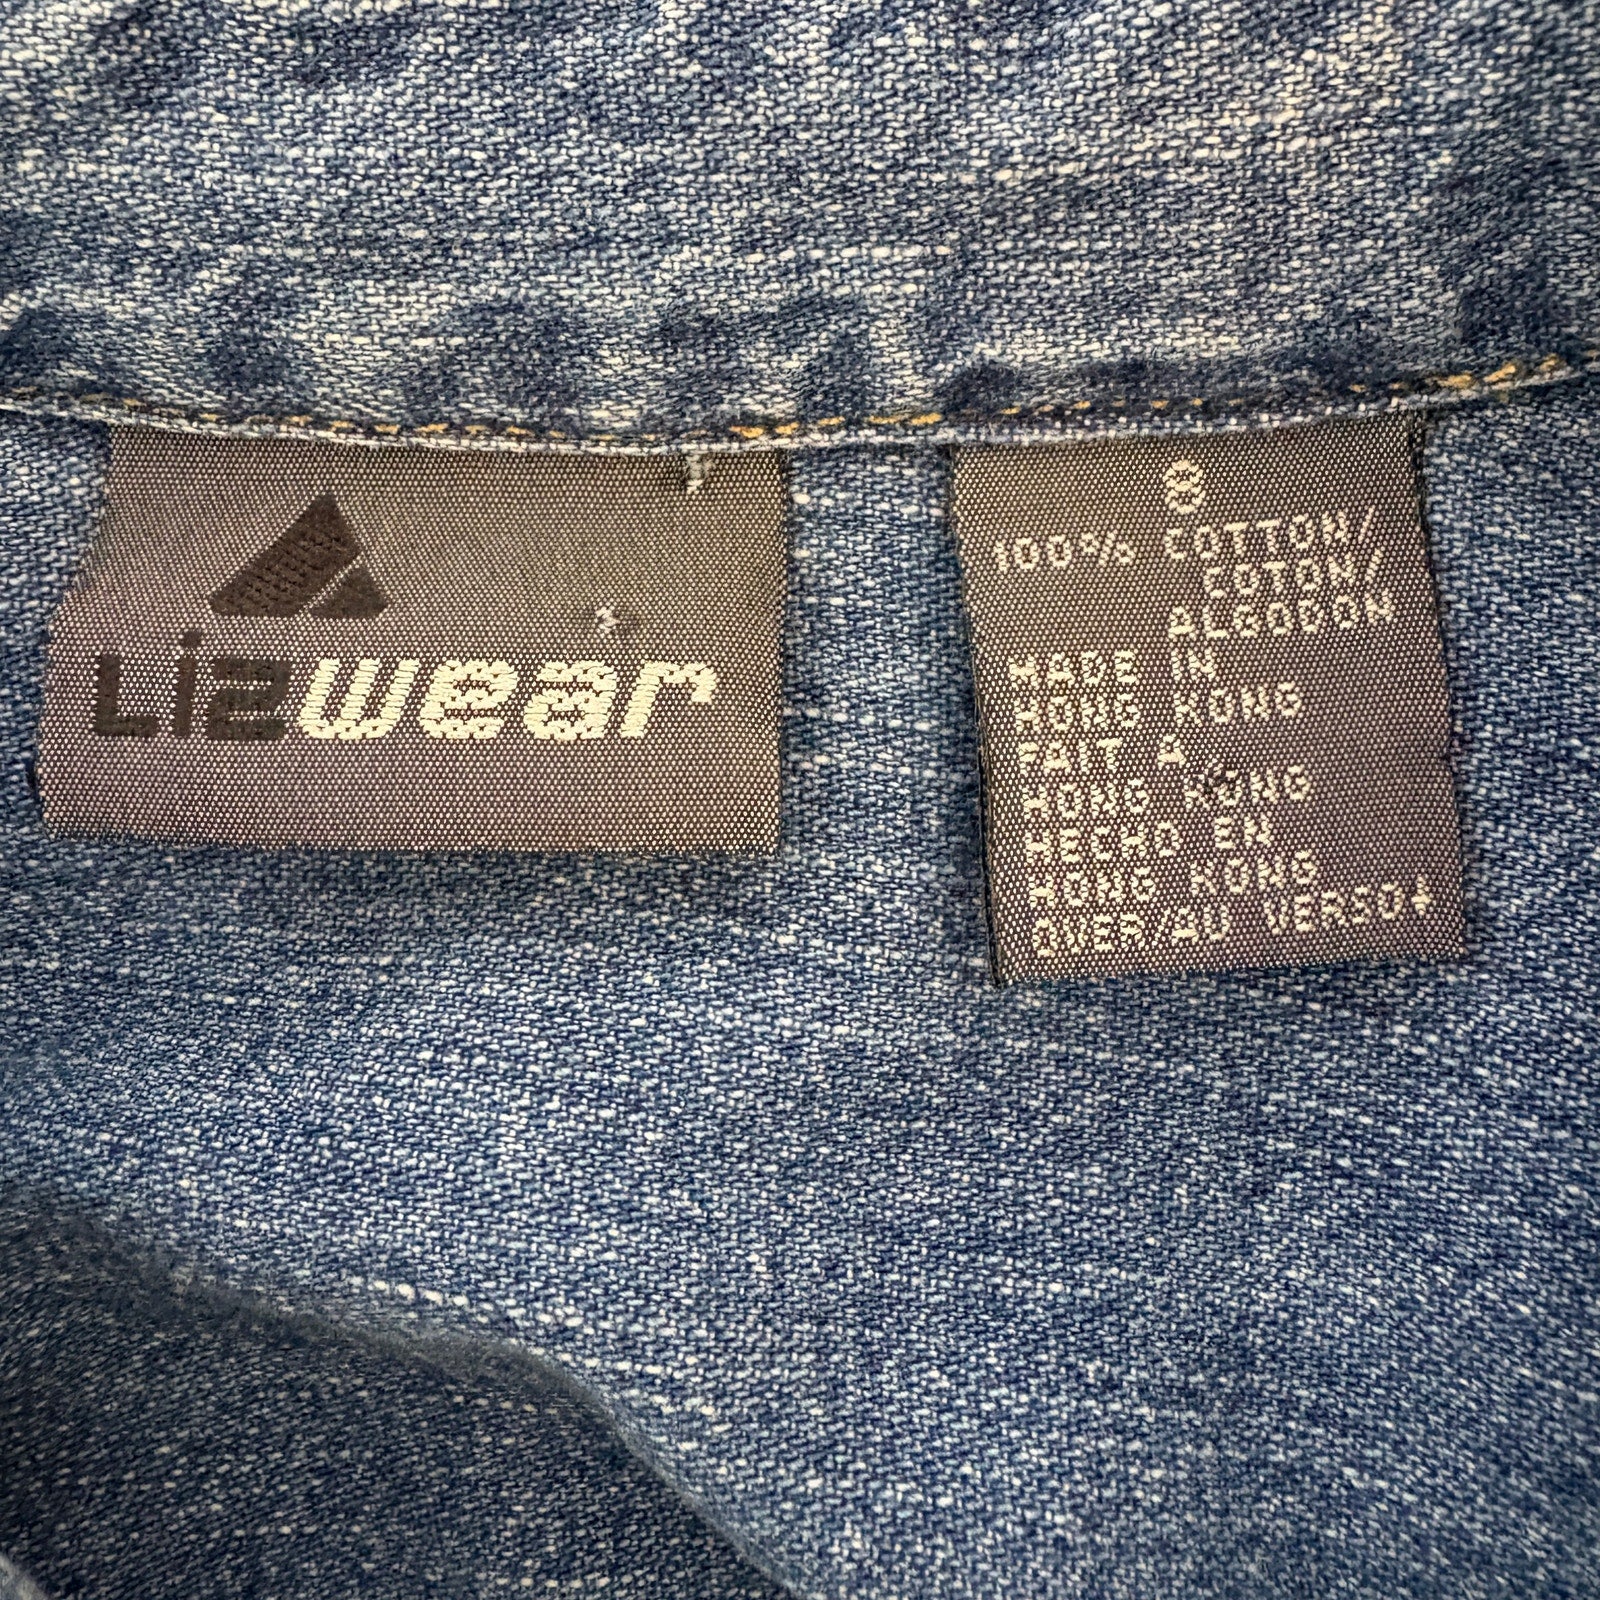 Lizwear
8
100% COTTON/
COTON/
ALGODON
MADE IN
HONG KONG
FAIT A
HONG KONG
HECHO EN
HONG KONG
OVER/AU VERSO↓